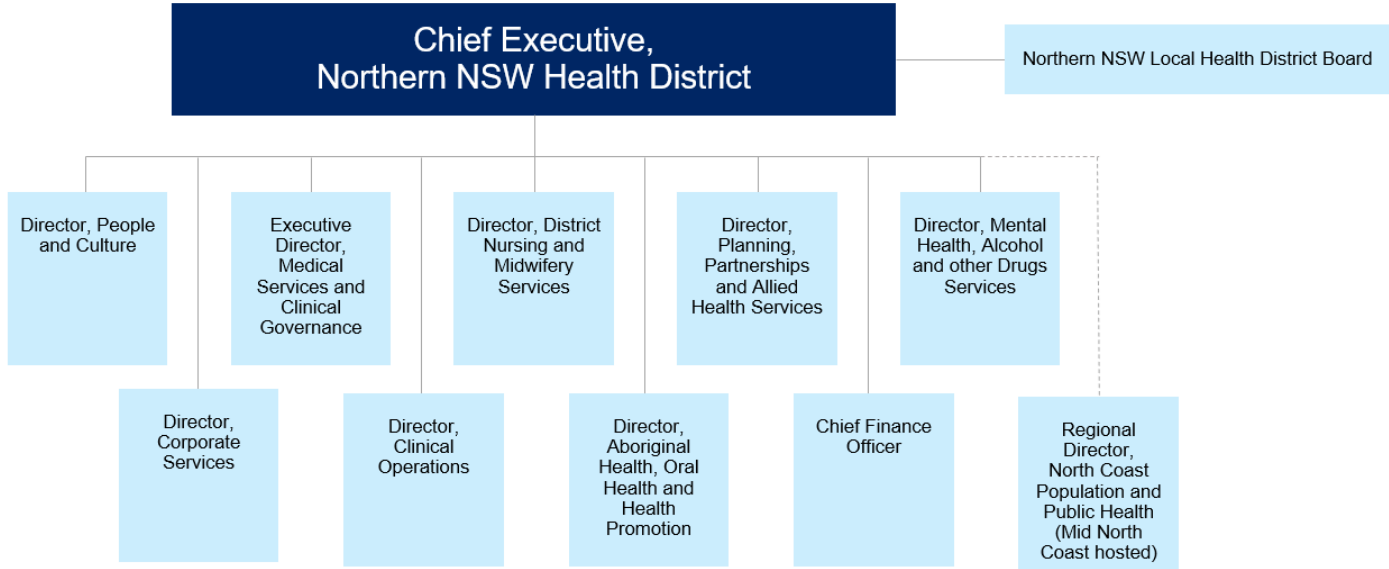 Chief Executive,
Northern NSW Health District
Northern NSW Local Health District Board
Director, People
and Culture
Executive
Director,
Medical
Services and
Clinical
Governance
Director, District
Nursing and
Midwifery
Services
Director,
Planning,
Partnerships
and Allied
Health Services
Director, Mental
Health, Alcohol
and other Drugs
Services
Director,
Corporate
Services
Director,
Clinical
Operations
Director,
Aboriginal
Health, Oral
Health and
Health
Promotion
Chief Finance
Officer
Regional
Director,
North Coast
Population and
Public Health
(Mid North
Coast hosted)